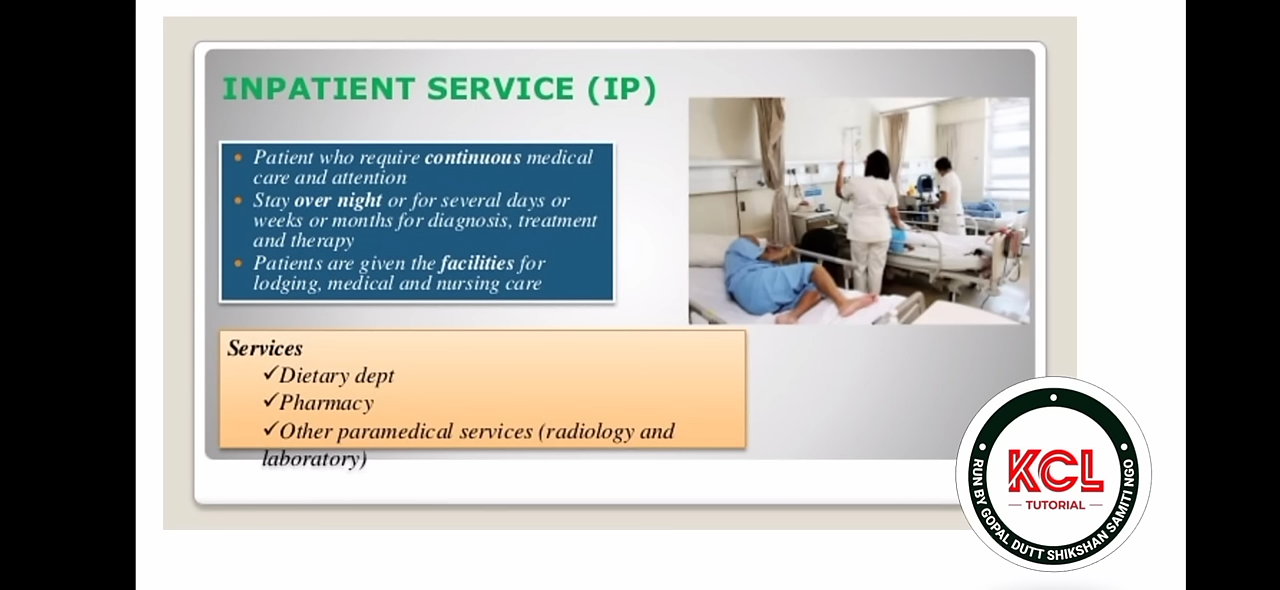 INPATIENT SERVICE (IP)
• Patient who require continuous medical
care and attention
• Stay over night or for several days or
weeks or months for diagnosis, treatment
and therapy
• Patients are given the facilities for
lodging, medical and nursing care
Services
✓Dietary dept
✓Pharmacy
✓Other paramedical services (radiology and
laboratory)
KCL
TUTORIAL
RUN BY GOPAL DUTT SHIKSHAN SAMITI NGO